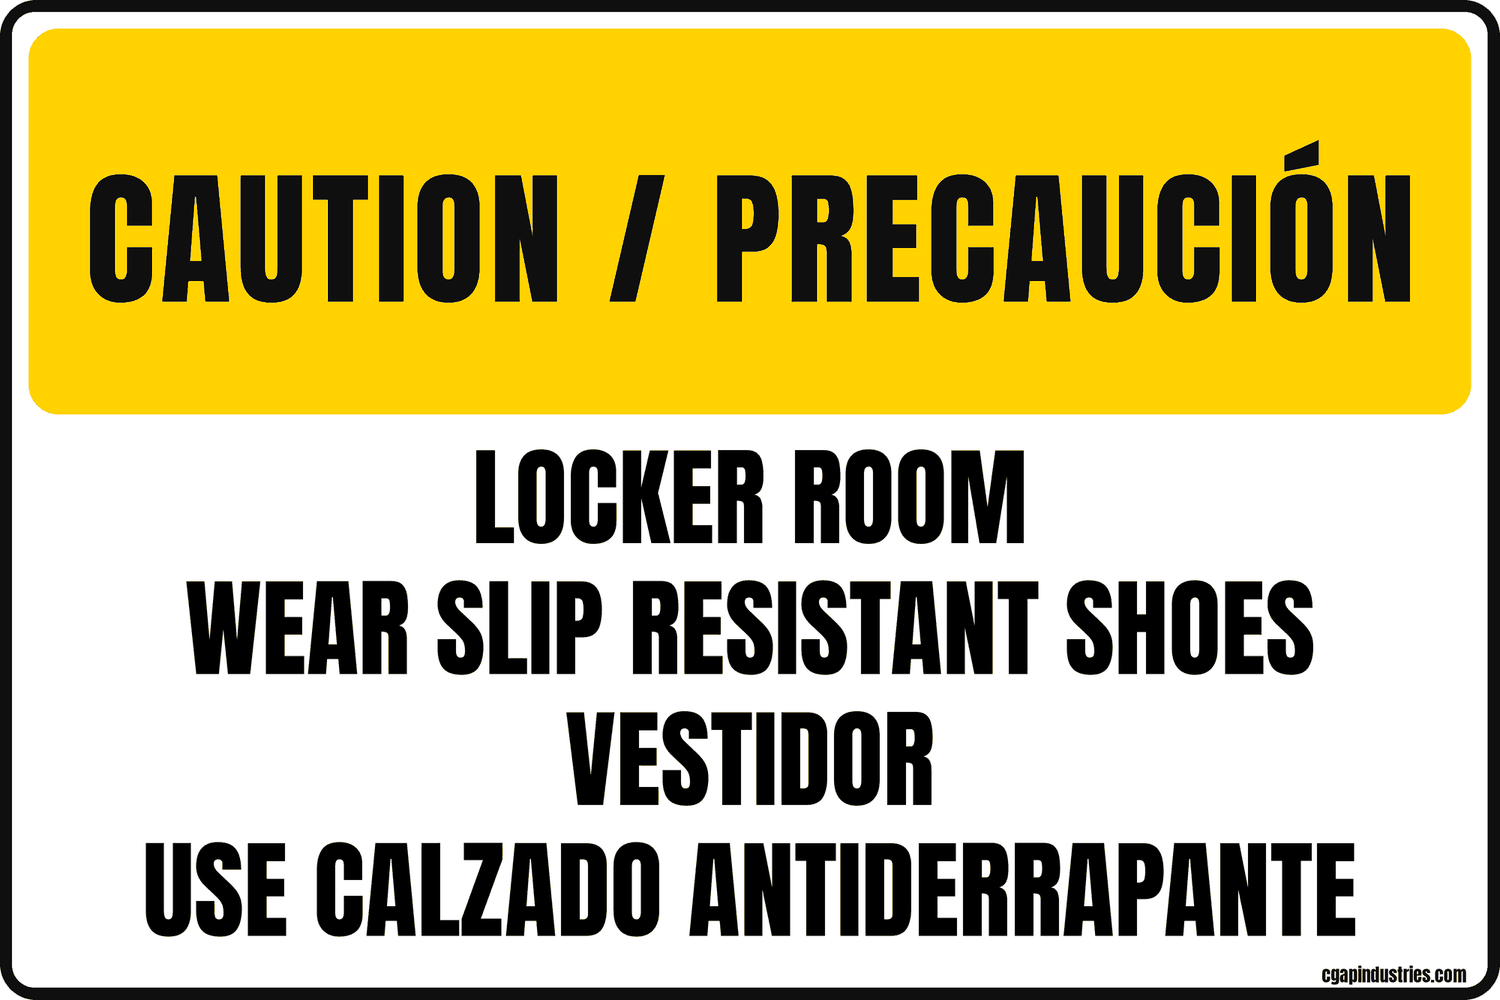 CAUTION / PRECAUCIÓN
LOCKER ROOM
WEAR SLIP RESISTANT SHOES
VESTIDOR
USE CALZADO ANTIDERRAPANTE
cgapindustries.com